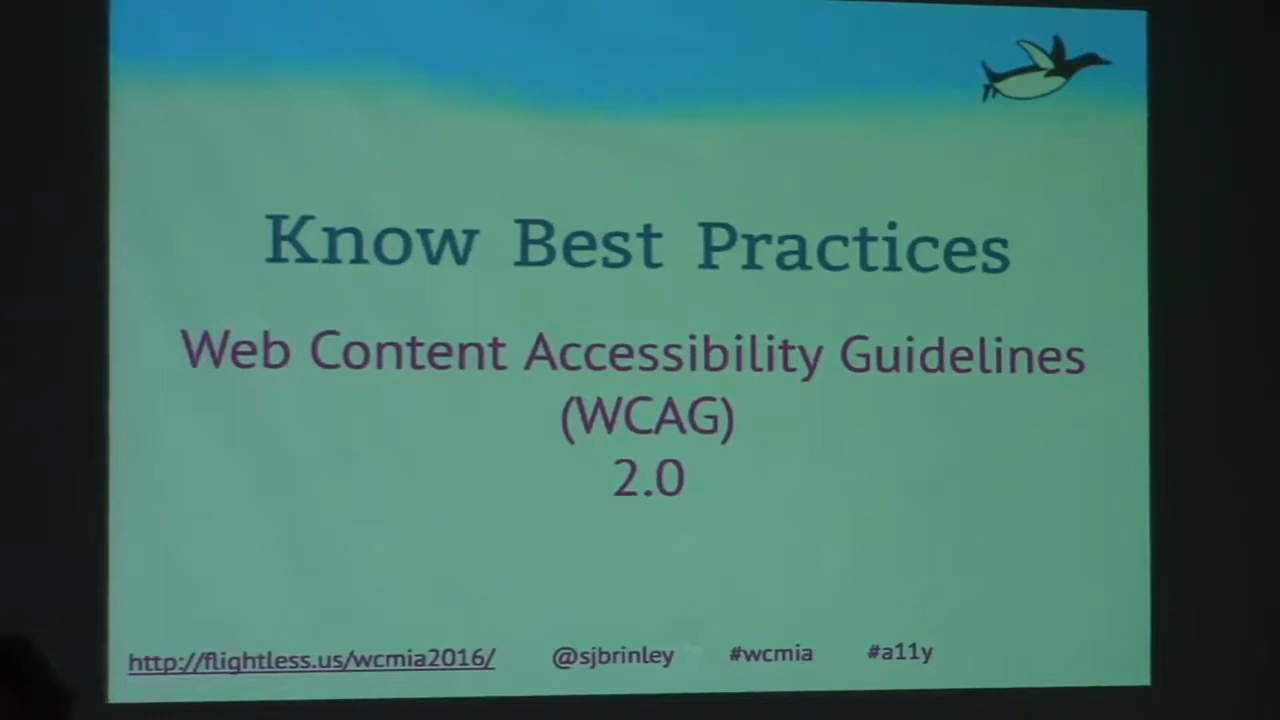 Know Best Practices
Web Content Accessibility Guidelines
(WCAG)
2.0
http://flightless.us/wcmia2016/ @sjbrinley #wcmia #a11y